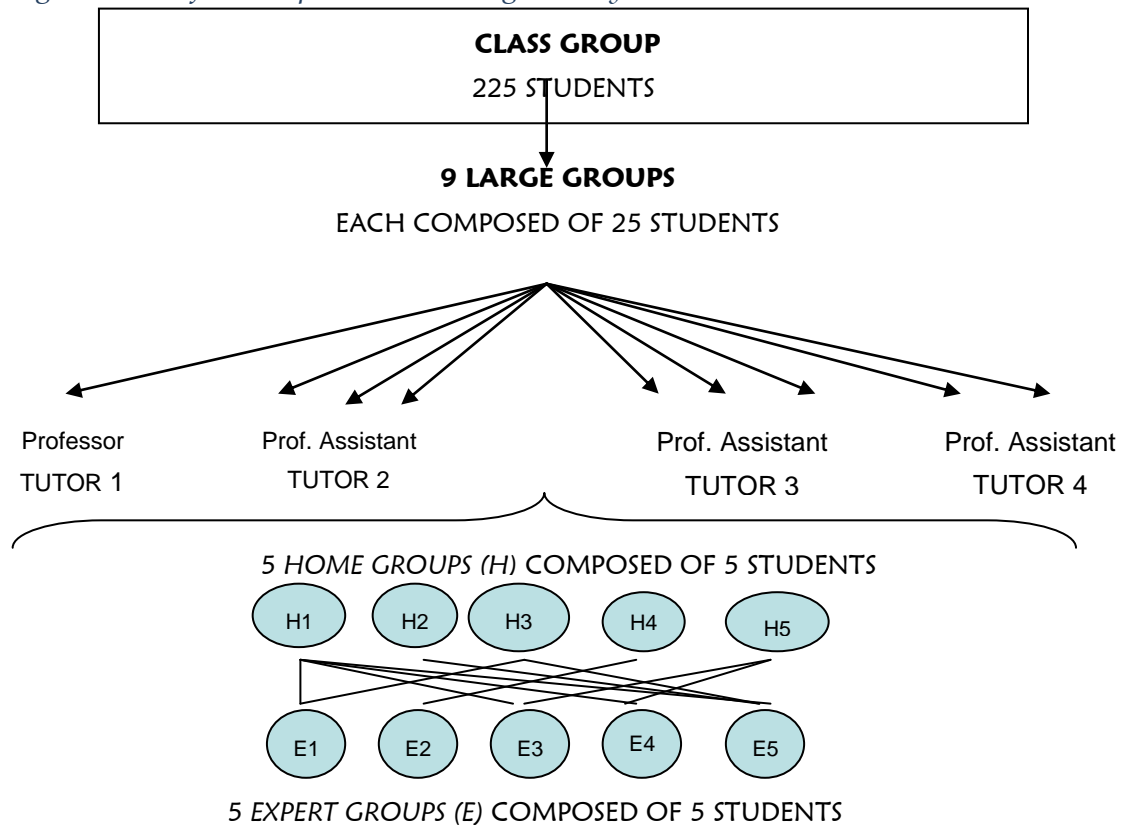 CLASS GROUP
225 STUDENTS
9 LARGE GROUPS
EACH COMPOSED OF 25 STUDENTS
Professor
TUTOR 1
Prof. Assistant
TUTOR 2
Prof. Assistant
TUTOR 3
Prof. Assistant
TUTOR 4
5 HOME GROUPS (H) COMPOSED OF 5 STUDENTS
H1 H2 H3 H4 H5
E1 E2 E3 E4 E5
5 EXPERT GROUPS (E) COMPOSED OF 5 STUDENTS